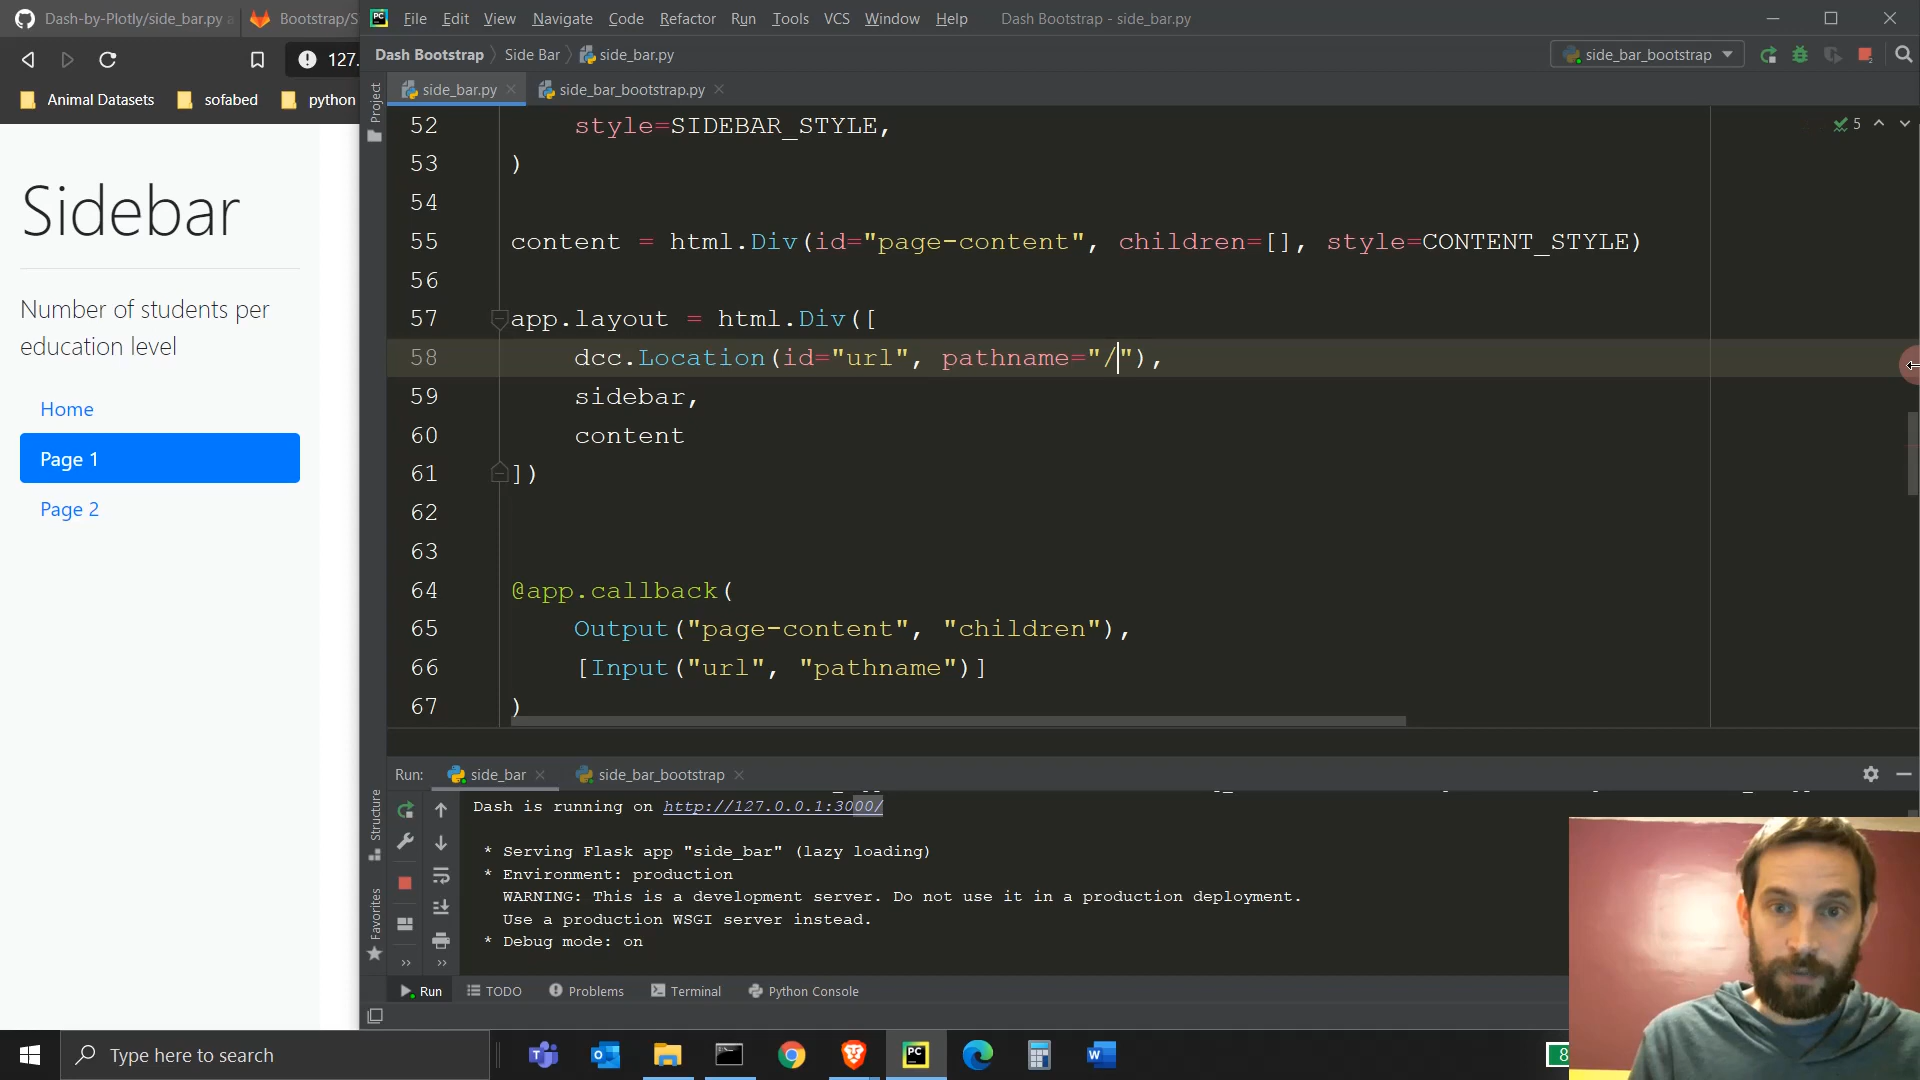 Dash-by-Plotly/side_bar.py a
Bootstrap/S
PC
File Edit View Navigate Code Refactor Run Tools VCS Window Help
Dash Bootstrap - side_bar.py
127.
Dash Bootstrap Side Bar side_bar.py
side_bar_bootstrap
Animal Datasets sofabed python
side_bar.py side_bar_bootstrap.py
Project
5
Sidebar
Number of students per
education level
Home
Page 1
Page 2
52 style=SIDEBAR_STYLE,
53 )
54
55 content = html.Div(id="page-content", children=[], style=CONTENT_STYLE)
56
57 app.layout = html.Div([
58 dcc.Location(id="url", pathname="/"),
59 sidebar,
60 content
61 ])
62
63
64 @app.callback(
65 Output("page-content", "children"),
66 [Input("url", "pathname")]
67 )
Run: side_bar side_bar_bootstrap
Structure
Favorites
Dash is running on http://127.0.0.1:3000/
* Serving Flask app "side_bar" (lazy loading)
* Environment: production
WARNING: This is a development server. Do not use it in a production deployment.
Use a production WSGI server instead.
* Debug mode: on
Run TODO Problems Terminal Python Console
Type here to search
PC
8